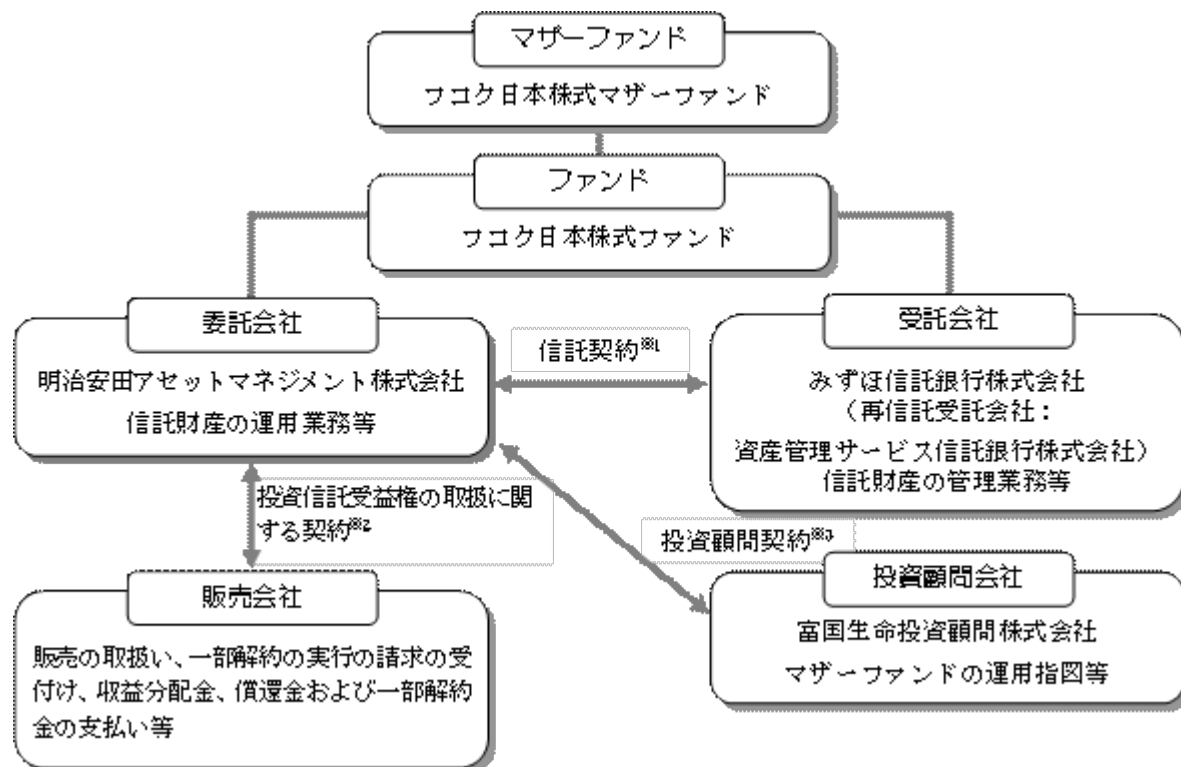 マザーファンド
フコク日本株式マザーファンド
ファンド
フコク日本株式ファンド
委託会社
明治安田アセットマネジメント株式会社
信託財産の運用業務等
信託契約※1
受託会社
みずほ信託銀行株式会社
（再信託受託会社：
資産管理サービス信託銀行株式会社）
信託財産の管理業務等
投資信託受益権の取扱に関
する契約※2
投資顧問契約※3
販売会社
販売の取扱い、一部解約の実行の請求の受
付け、収益分配金、償還金および一部解約
金の支払い等
投資顧問会社
富国生命投資顧問株式会社
マザーファンドの運用指図等